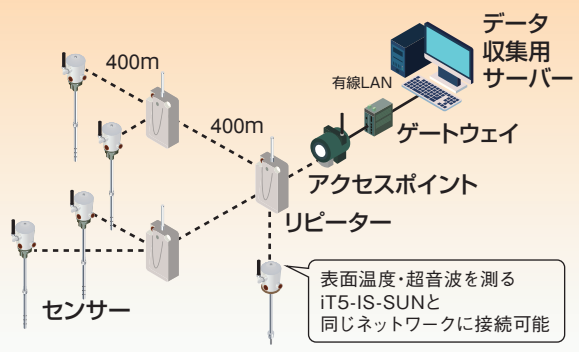 データ
収集用
サーバー
有線LAN
400m
400m
ゲートウェイ
アクセスポイント
リピーター
センサー
表面温度・超音波を測る
iT5-IS-SUNと
同じネットワークに接続可能